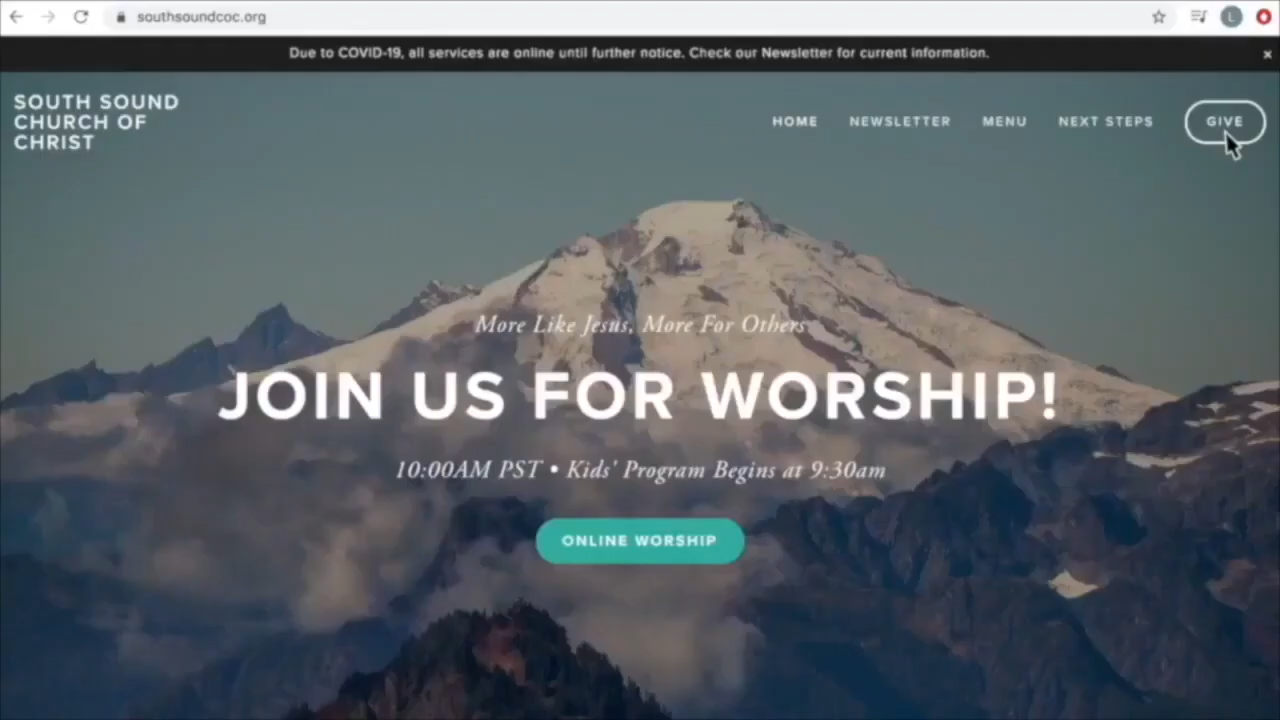 southsoundcoc.org
L
Due to COVID-19, all services are online until further notice. Check our Newsletter for current information.
×
SOUTH SOUND
CHURCH OF
CHRIST
HOME NEWSLETTER MENU NEXT STEPS GIVE
More Like Jesus, More For Others
JOIN US FOR WORSHIP!
10:00AM PST • Kids' Program Begins at 9:30am
ONLINE WORSHIP